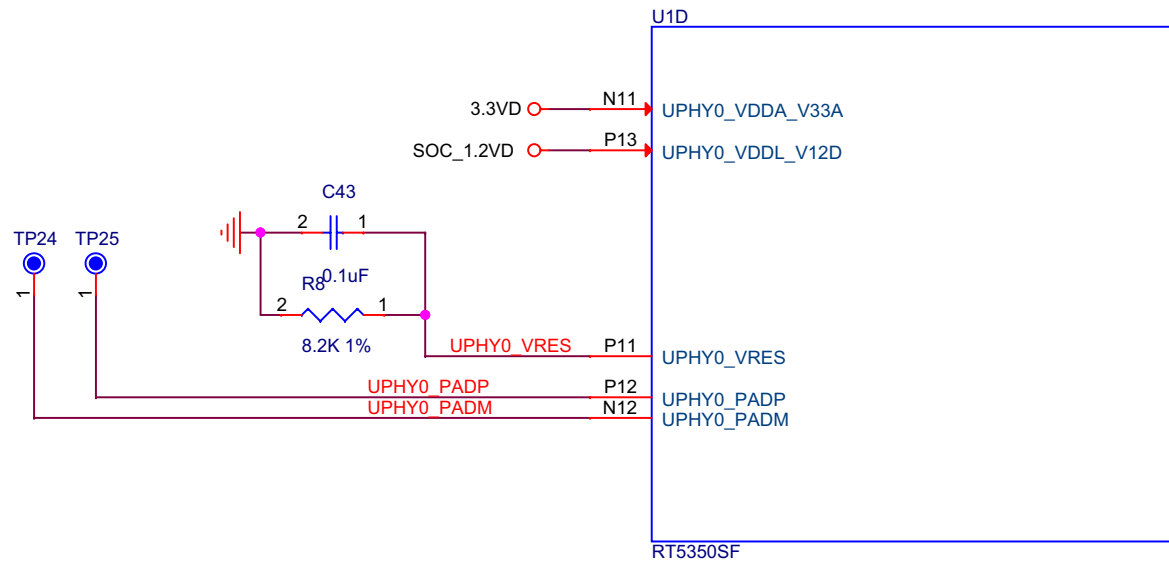 U1D
3.3VD
N11
UPHY0_VDDA_V33A
SOC_1.2VD
P13
UPHY0_VDDL_V12D
C43
2
1
TP24
TP25
1
1
0.1uF
R8
2
1
8.2K 1%
UPHY0_VRES
P11
UPHY0_VRES
UPHY0_PADP
P12
UPHY0_PADP
UPHY0_PADM
N12
UPHY0_PADM
RT5350SF